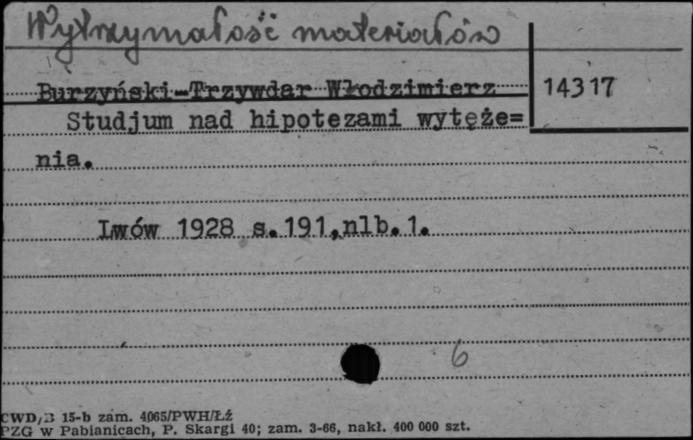 Wytrzymałość materiałów
Burzyński-Trzywdar Włodzimierz
14317
Studjum nad hipotezami wytęże=
nia.
Lwów 1928 s.191,nlb.1.
6
CWD/B 15-b zam. 4065/PWH/Łź
PZG w Pabianicach, P. Skargi 40; zam. 3-66, nakł. 400 000 szt.